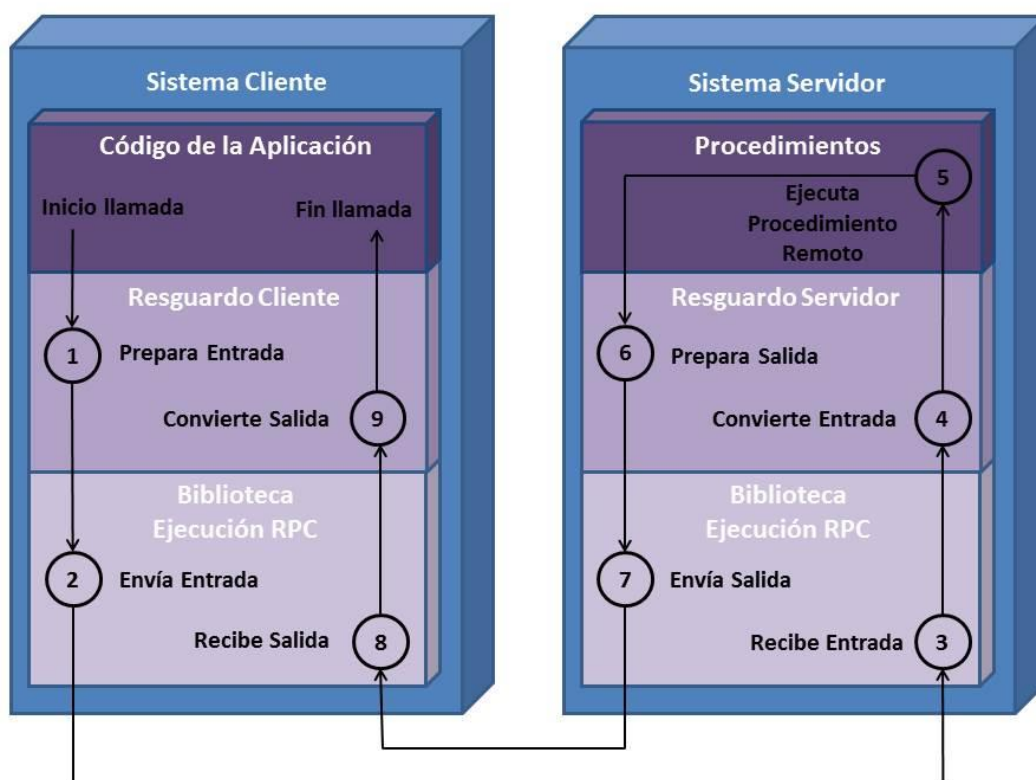 Sistema Cliente
Código de la Aplicación
Inicio llamada
Fin llamada
Resguardo Cliente
1
Prepara Entrada
Convierte Salida
9
Biblioteca
Ejecución RPC
2
Envía Entrada
Recibe Salida
8
Sistema Servidor
Procedimientos
5
Ejecuta
Procedimiento
Remoto
Resguardo Servidor
6
Prepara Salida
Convierte Entrada
4
Biblioteca
Ejecución RPC
7
Envía Salida
Recibe Entrada
3